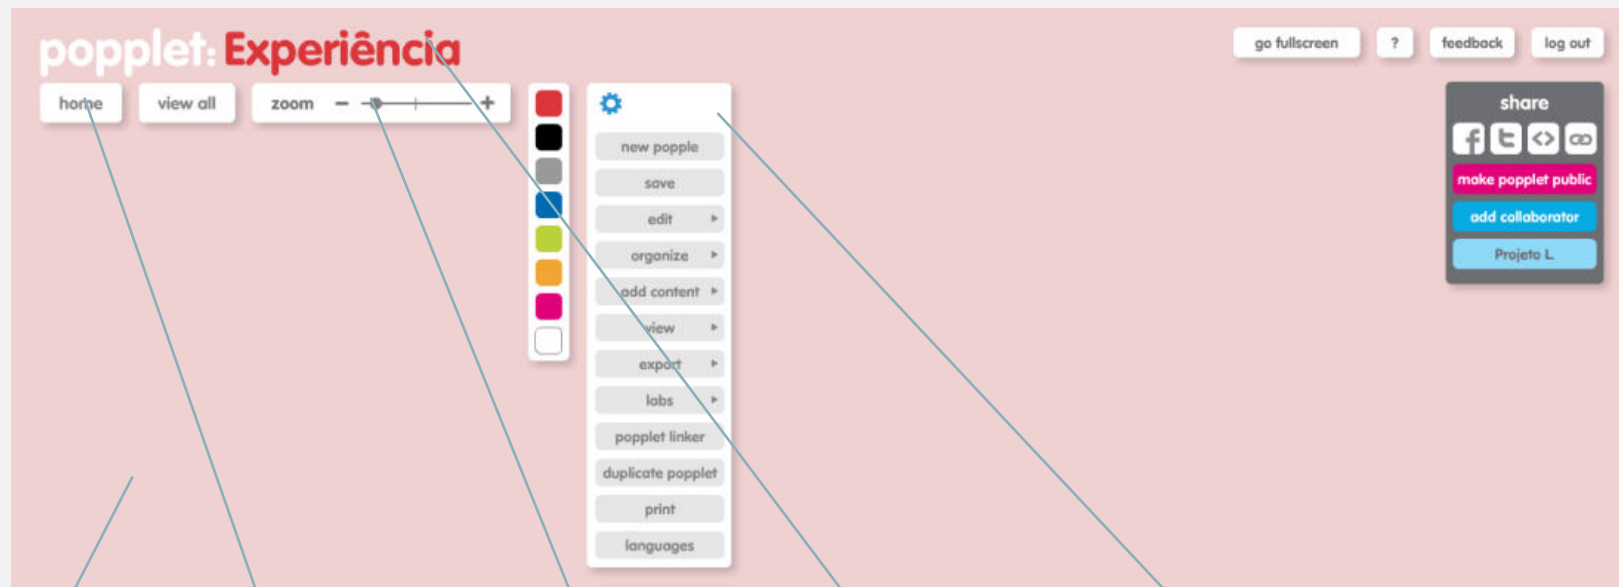 popplet: Experiência
go fullscreen ? feedback log out
home view all zoom − +
share
make popplet public
add collaborator
Projeto L.
new popple
save
edit
organize
add content
view
export
labs
popplet linker
duplicate popplet
print
languages